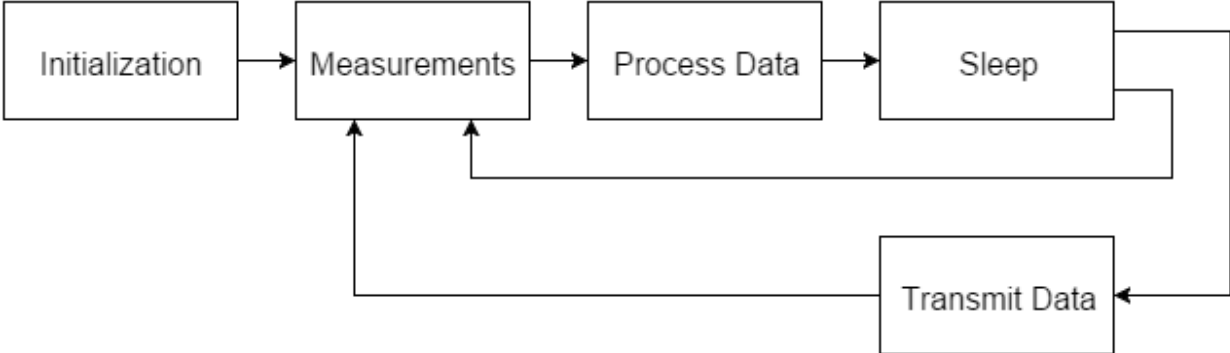 Initialization
Measurements
Process Data
Sleep
Transmit Data